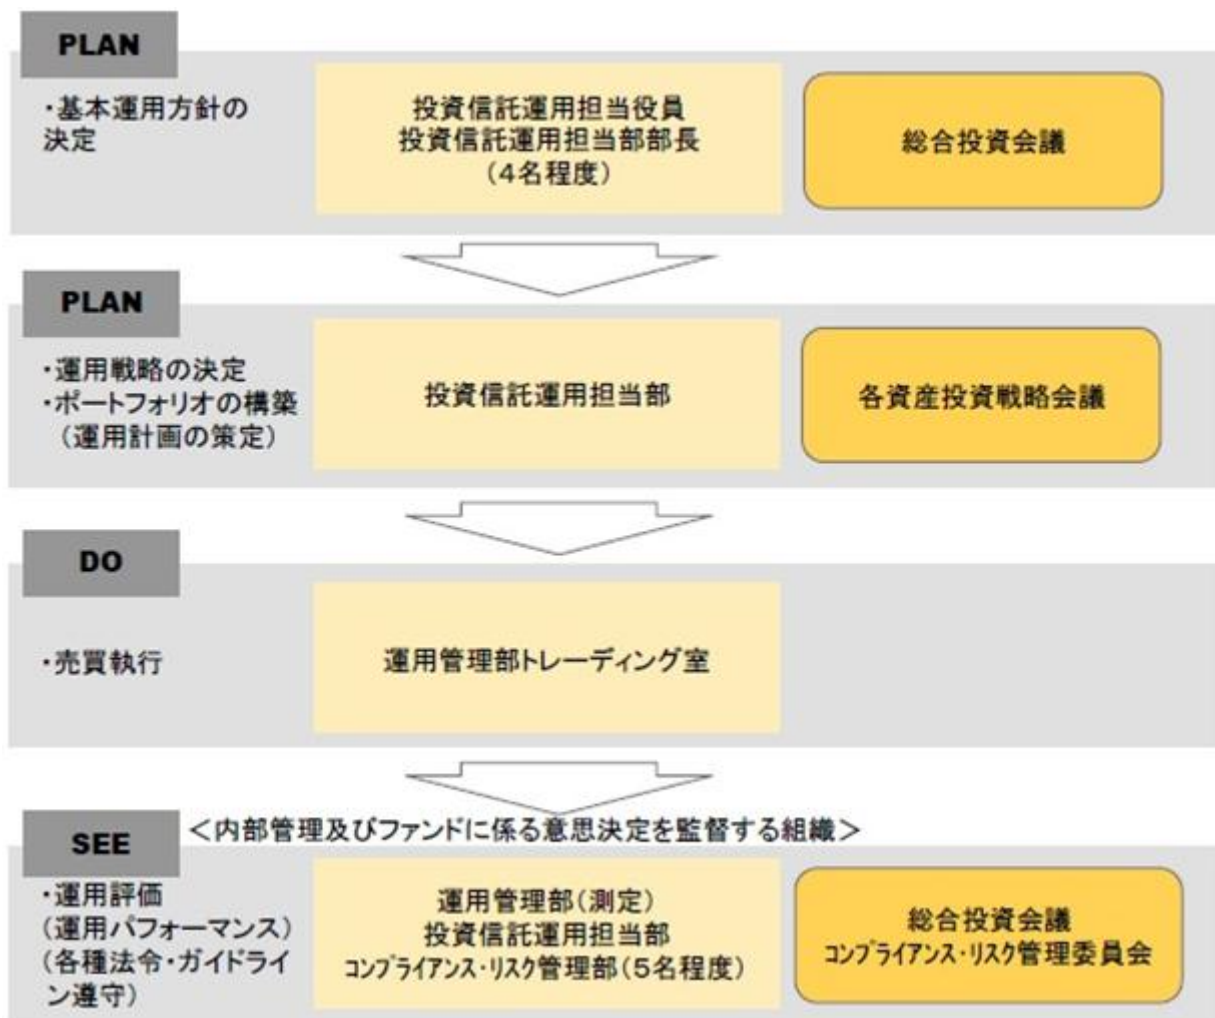 PLAN
・基本運用方針の
決定
投資信託運用担当役員
投資信託運用担当部部長
(4名程度)
総合投資会議
PLAN
・運用戦略の決定
・ポートフォリオの構築
(運用計画の策定)
投資信託運用担当部
各資産投資戦略会議
DO
・売買執行
運用管理部トレーディング室
SEE
＜内部管理及びファンドに係る意思決定を監督する組織＞
・運用評価
(運用パフォーマンス)
(各種法令・ガイドライ
ン遵守)
運用管理部(測定)
投資信託運用担当部
コンプライアンス・リスク管理部(5名程度)
総合投資会議
コンプライアンス・リスク管理委員会